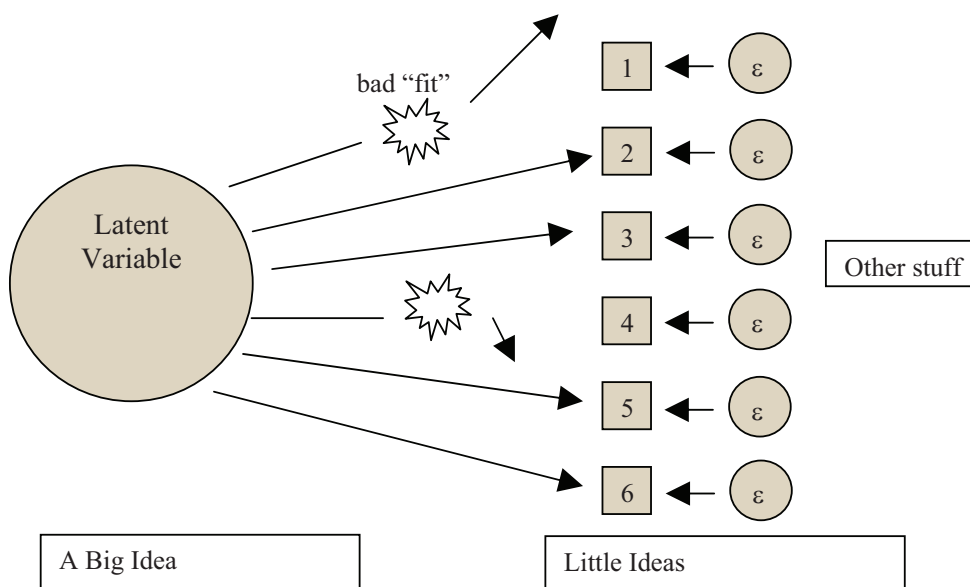 bad “fit”
1
ε
2
ε
Latent
Variable
3
ε
Other stuff
4
ε
5
ε
6
ε
A Big Idea
Little Ideas